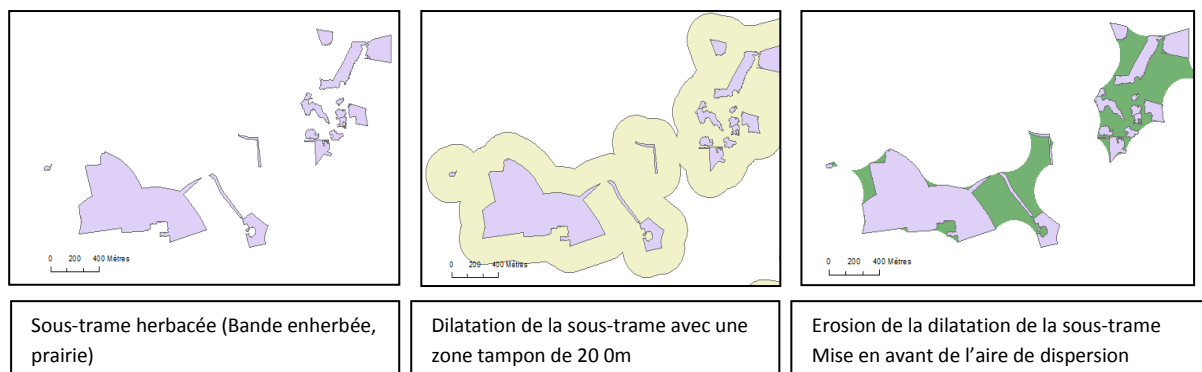 0 200 400 Mètres
0 200 400 Mètres
0 200 400 Mètres
Sous-trame herbacée (Bande enherbée,
prairie)
Dilatation de la sous-trame avec une
zone tampon de 20 0m
Erosion de la dilatation de la sous-trame
Mise en avant de l’aire de dispersion